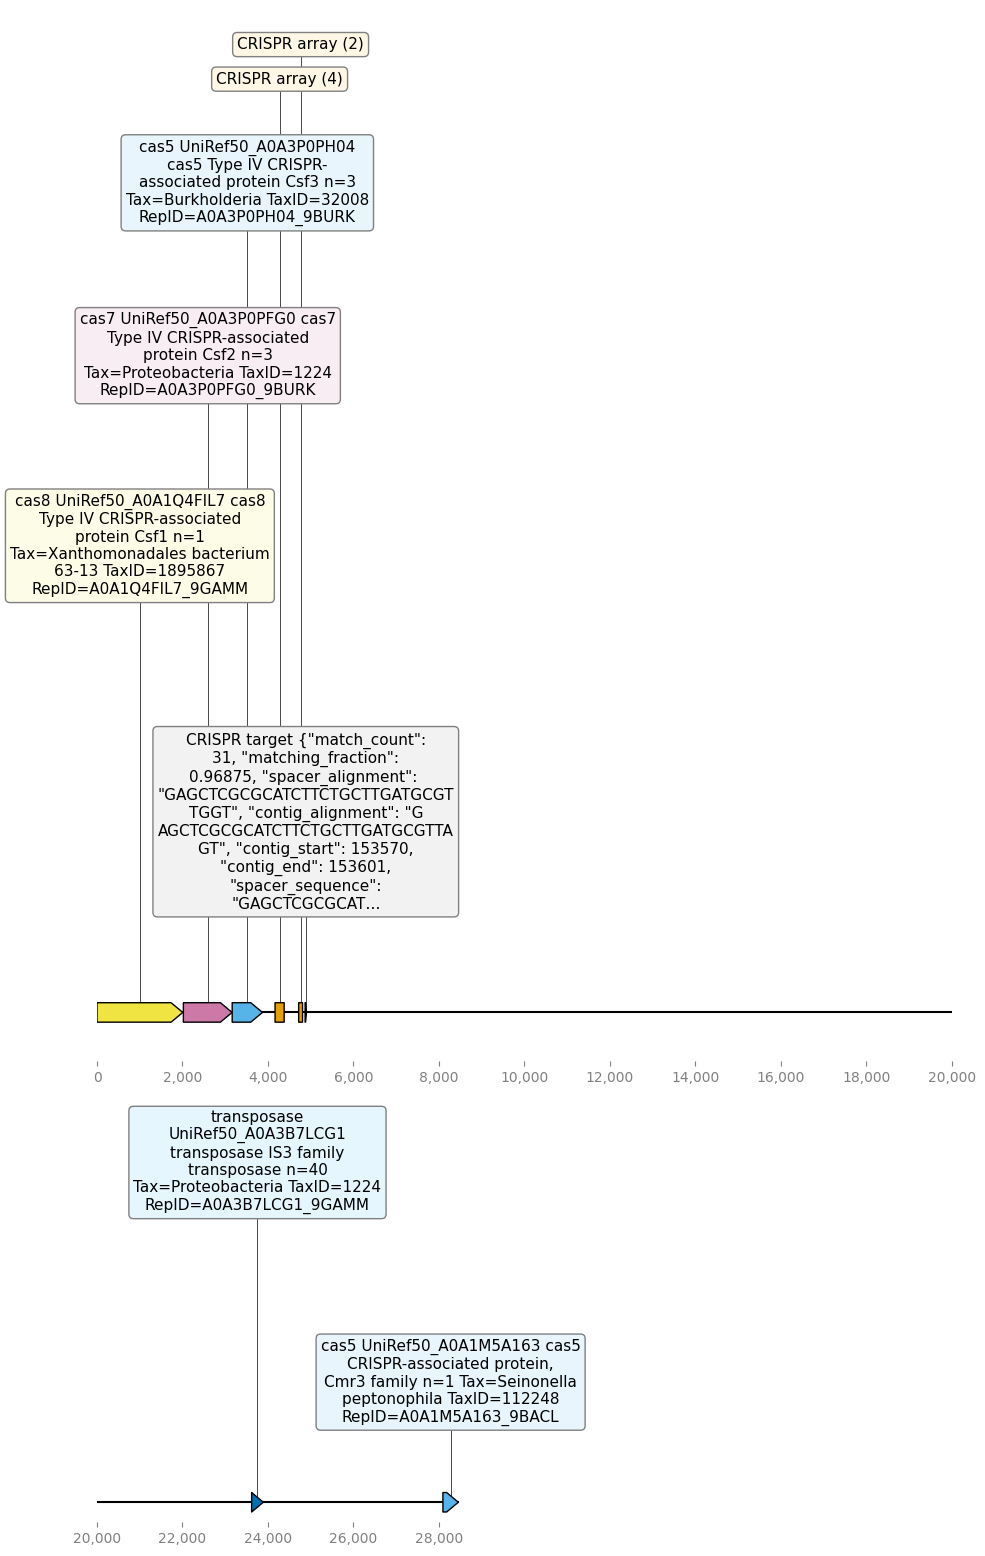 CRISPR array (2)
CRISPR array (4)
cas5 UniRef50_A0A3P0PH04
cas5 Type IV CRISPR-
associated protein Csf3 n=3
Tax=Burkholderia TaxID=32008
RepID=A0A3P0PH04_9BURK
cas7 UniRef50_A0A3P0PFG0 cas7
Type IV CRISPR-associated
protein Csf2 n=3
Tax=Proteobacteria TaxID=1224
RepID=A0A3P0PFG0_9BURK
cas8 UniRef50_A0A1Q4FIL7 cas8
Type IV CRISPR-associated
protein Csf1 n=1
Tax=Xanthomonadales bacterium
63-13 TaxID=1895867
RepID=A0A1Q4FIL7_9GAMM
CRISPR target {"match_count":
31, "matching_fraction":
0.96875, "spacer_alignment":
"GAGCTCGCGCATCTTCTGCTTGATGCGT
TGGT", "contig_alignment": "G
AGCTCGCGCATCTTCTGCTTGATGCGTTA
GT", "contig_start": 153570,
"contig_end": 153601,
"spacer_sequence":
"GAGCTCGCGCAT...
0 2,000 4,000 6,000 8,000 10,000 12,000 14,000 16,000 18,000 20,000
transposase
UniRef50_A0A3B7LCG1
transposase IS3 family
transposase n=40
Tax=Proteobacteria TaxID=1224
RepID=A0A3B7LCG1_9GAMM
cas5 UniRef50_A0A1M5A163 cas5
CRISPR-associated protein,
Cmr3 family n=1 Tax=Seinonella
peptonophila TaxID=112248
RepID=A0A1M5A163_9BACL
20,000 22,000 24,000 26,000 28,000